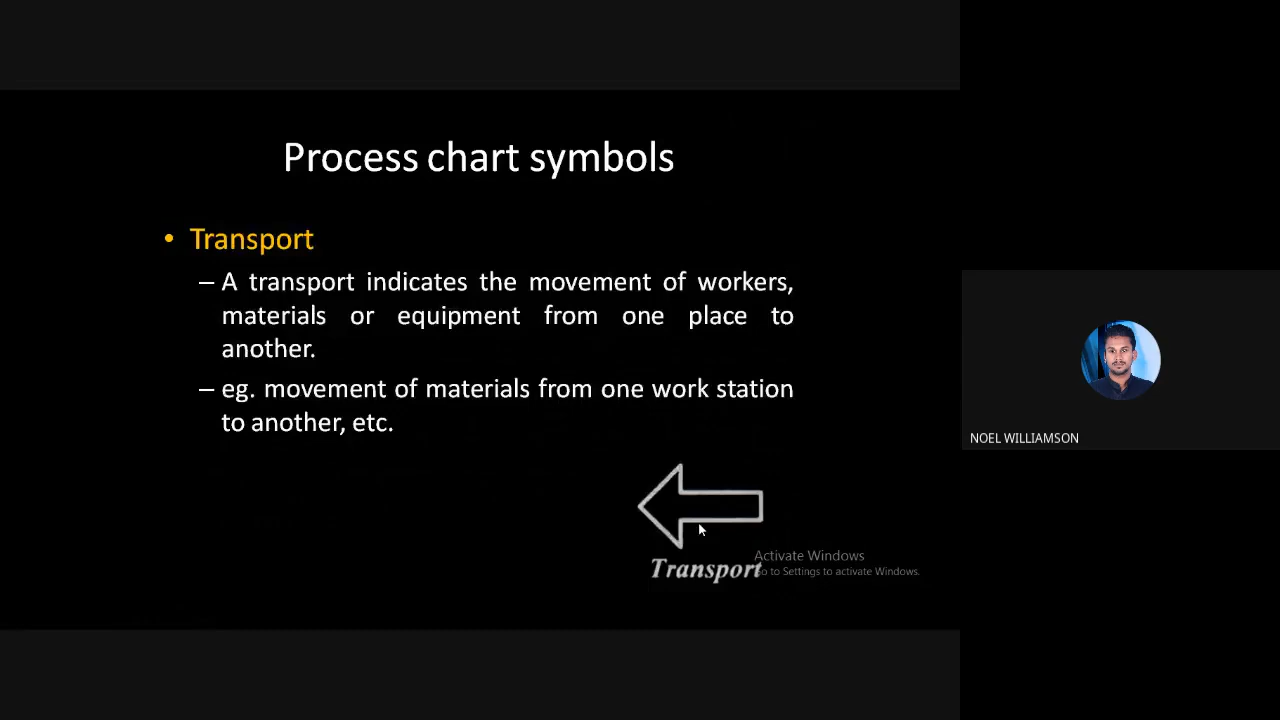 Process chart symbols
• Transport
– A transport indicates the movement of workers,
materials or equipment from one place to
another.
– eg. movement of materials from one work station
to another, etc.
Transport
Activate Windows
Go to Settings to activate Windows.
NOEL WILLIAMSON